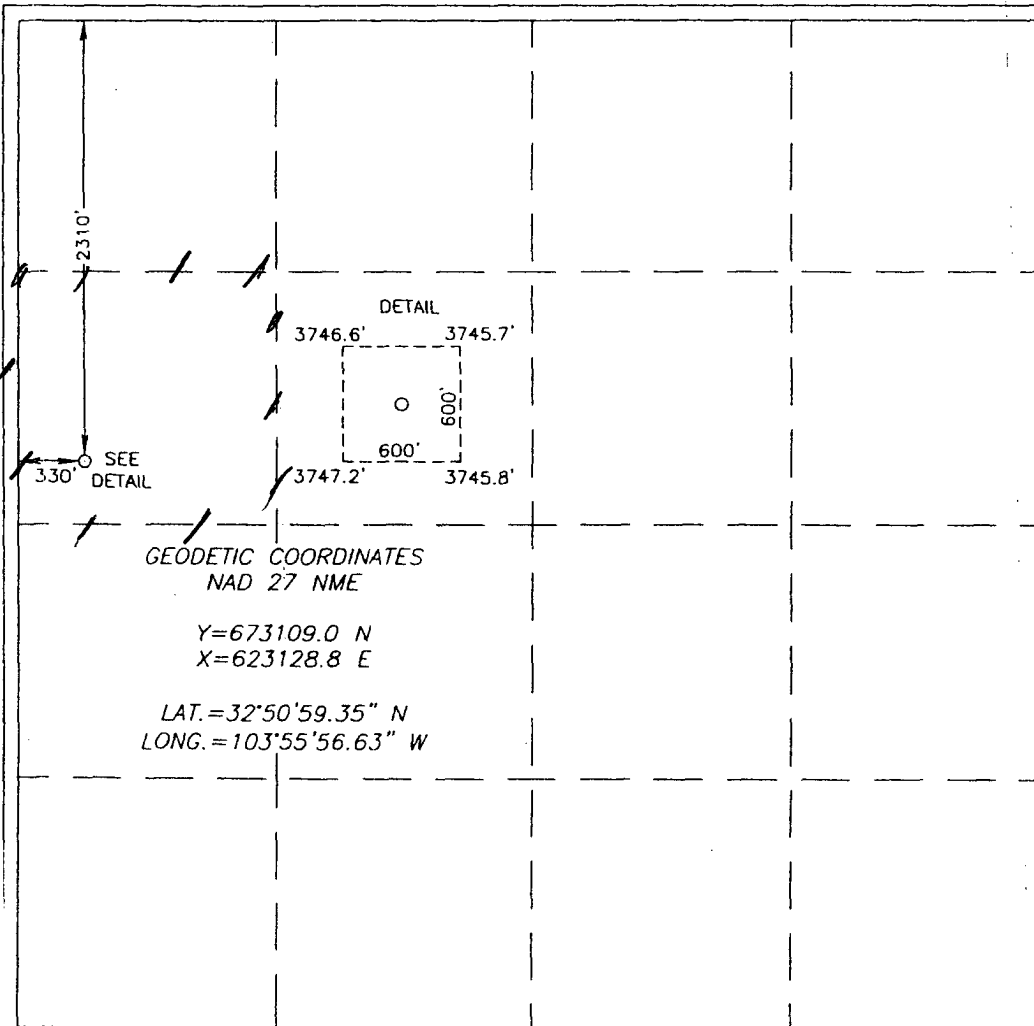 2310'
DETAIL
3746.6' 3745.7'
600'
600'
3747.2' 3745.8'
330'
SEE
DETAIL
GEODETIC COORDINATES
NAD 27 NME
Y=673109.0 N
X=623128.8 E
LAT.=32°50'59.35" N
LONG.=103°55'56.63" W